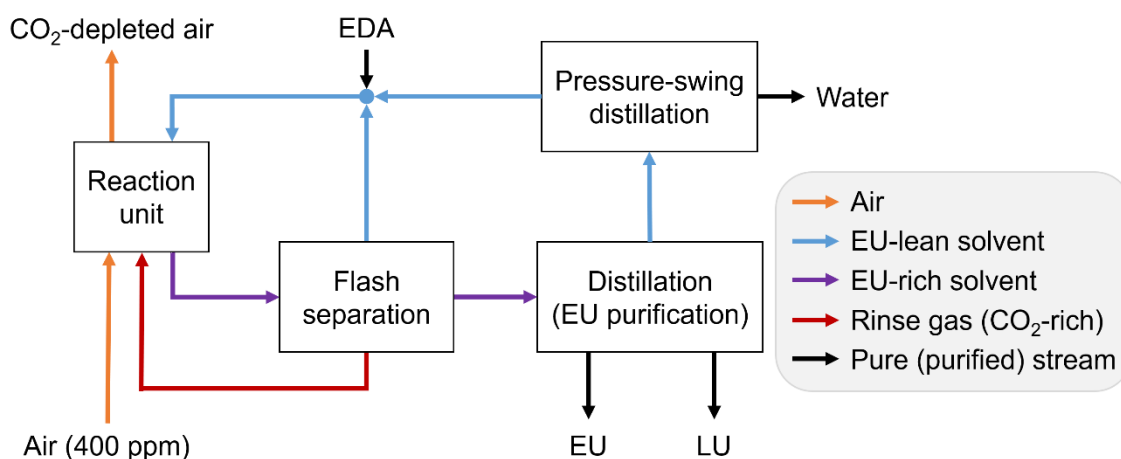 CO₂-depleted air
EDA
Pressure-swing
distillation
Water
Reaction
unit
Flash
separation
Distillation
(EU purification)
Air
EU-lean solvent
EU-rich solvent
Rinse gas (CO₂-rich)
Pure (purified) stream
Air (400 ppm)
EU
LU